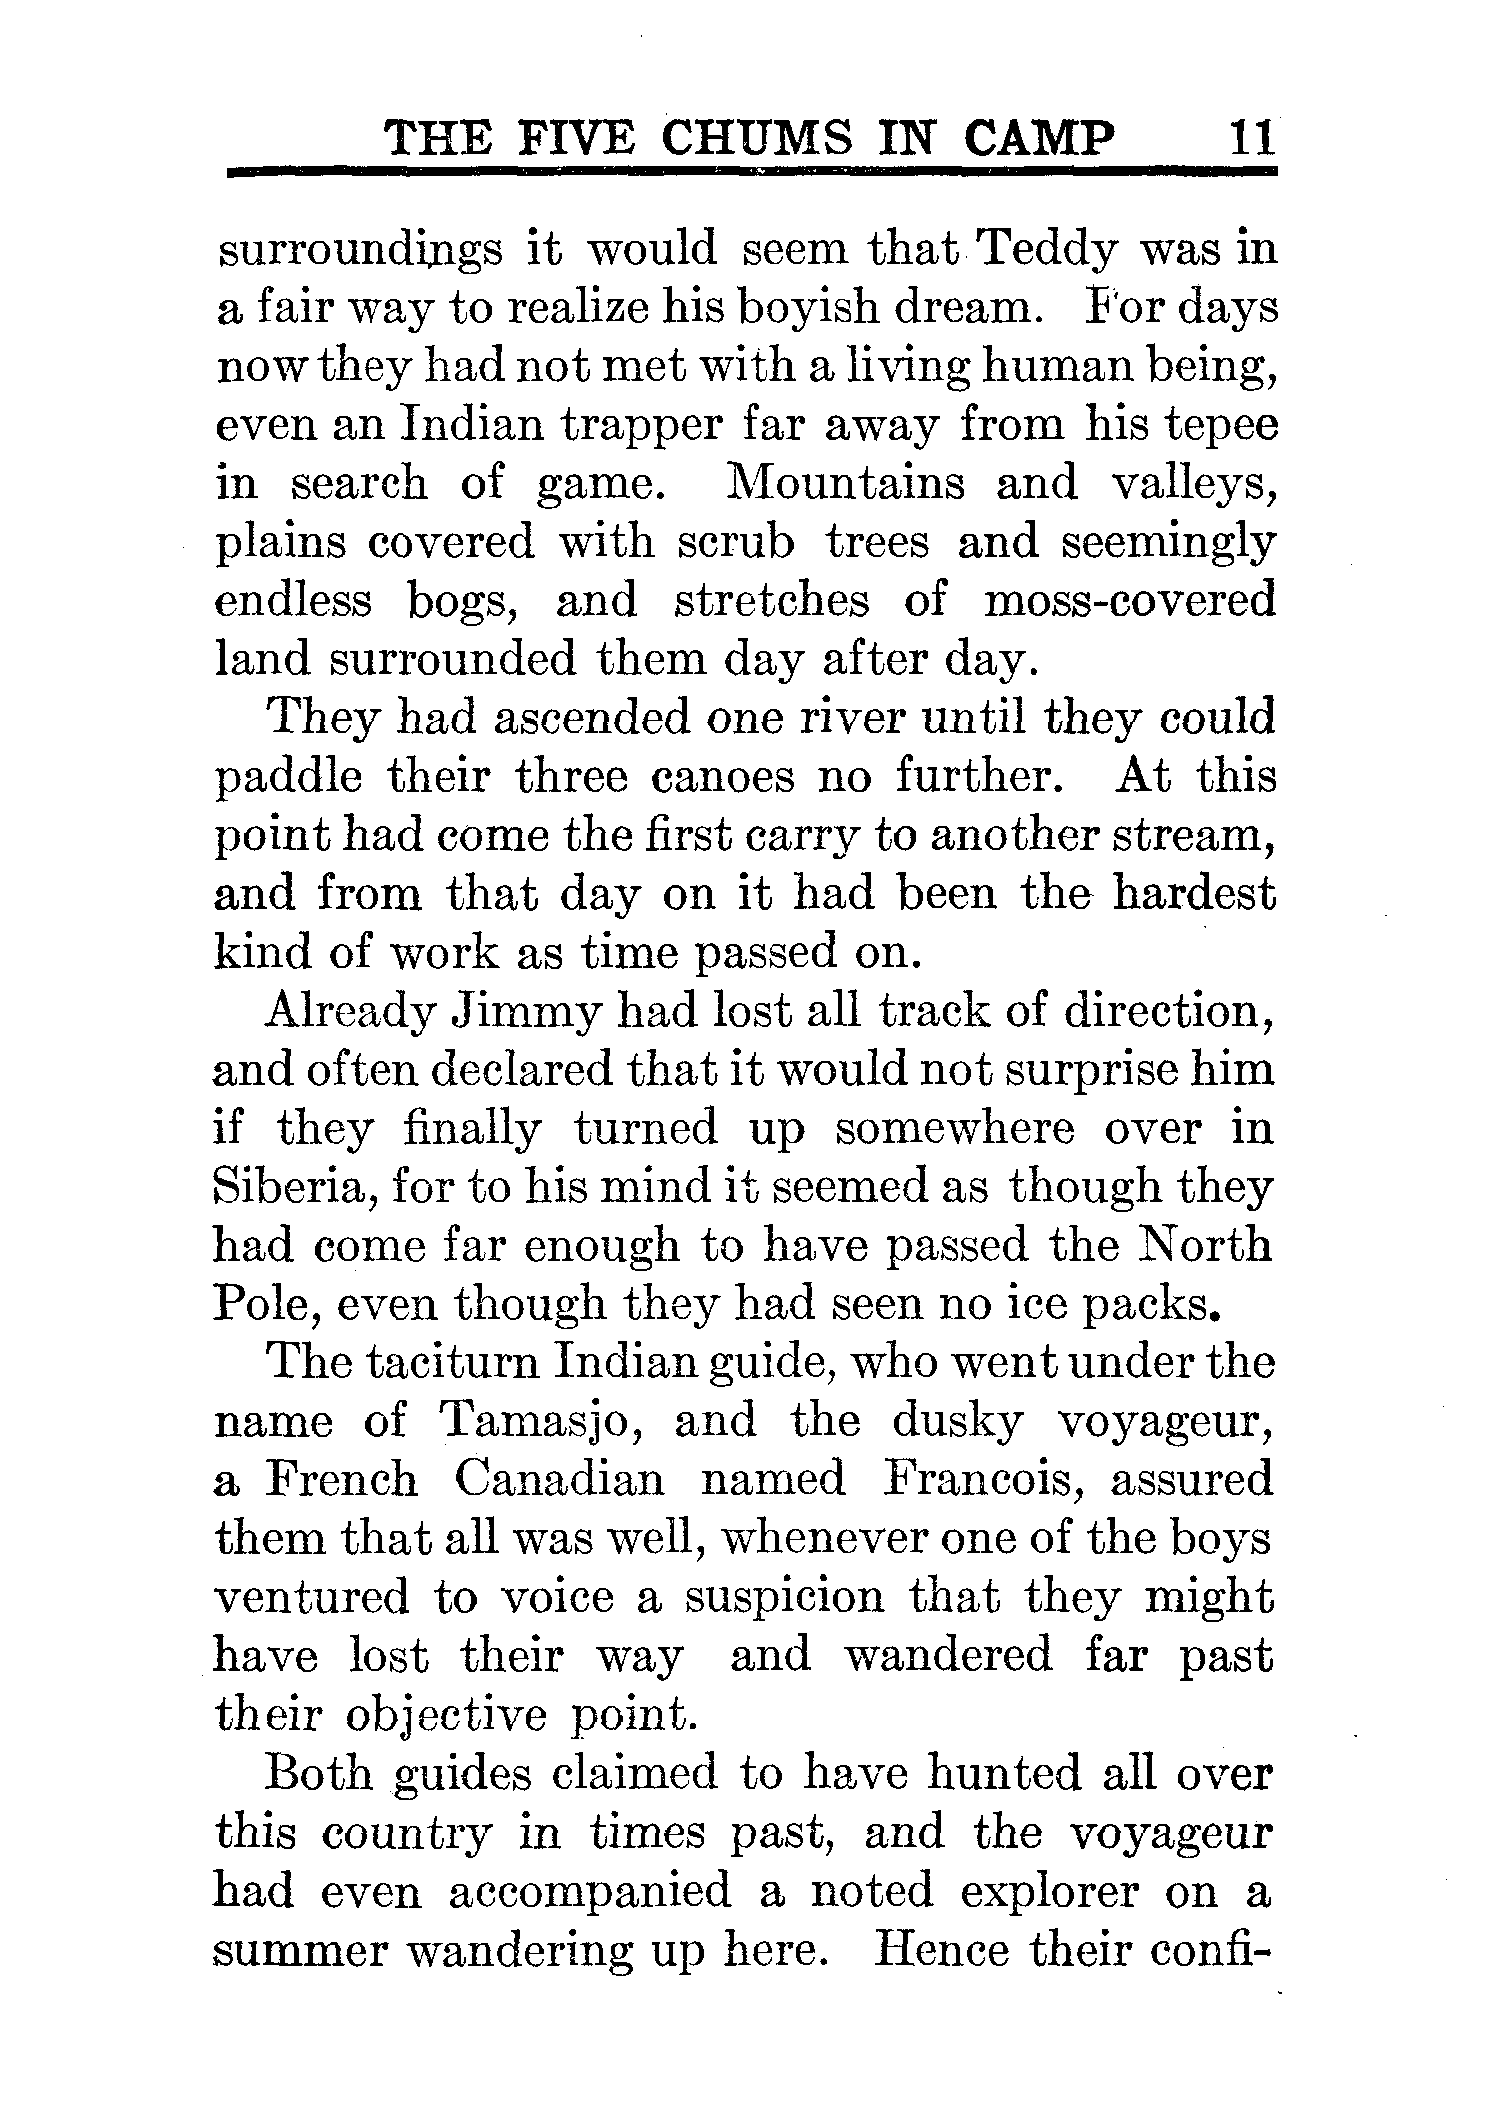 THE FIVE CHUMS IN CAMP 11
surroundings it would seem that Teddy was in
a fair way to realize his boyish dream. For days
now they had not met with a living human being,
even an Indian trapper far away from his tepee
in search of game. Mountains and valleys,
plains covered with scrub trees and seemingly
endless bogs, and stretches of moss-covered
land surrounded them day after day.
They had ascended one river until they could
paddle their three canoes no further. At this
point had come the first carry to another stream,
and from that day on it had been the hardest
kind of work as time passed on.
Already Jimmy had lost all track of direction,
and often declared that it would not surprise him
if they finally turned up somewhere over in
Siberia, for to his mind it seemed as though they
had come far enough to have passed the North
Pole, even though they had seen no ice packs.
The taciturn Indian guide, who went under the
name of Tamasjo, and the dusky voyageur,
a French Canadian named Francois, assured
them that all was well, whenever one of the boys
ventured to voice a suspicion that they might
have lost their way and wandered far past
their objective point.
Both guides claimed to have hunted all over
this country in times past, and the voyageur
had even accompanied a noted explorer on a
summer wandering up here. Hence their confi-